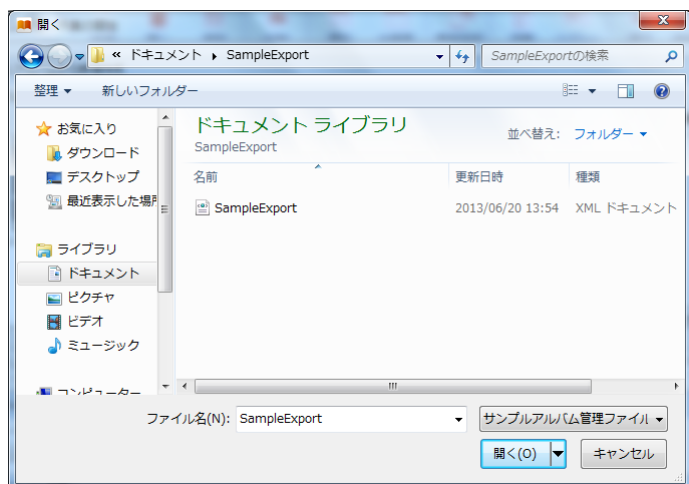 開く
« ドキュメント ▸ SampleExport
SampleExportの検索
整理 ▼ 新しいフォルダー
お気に入り
ダウンロード
デスクトップ
最近表示した場所
ライブラリ
ドキュメント
ピクチャ
ビデオ
ミュージック
コンピューター
ドキュメント ライブラリ
SampleExport
並べ替え: フォルダー ▼
名前 更新日時 種類
SampleExport 2013/06/20 13:54 XML ドキュメント
ファイル名(N): SampleExport
サンプルアルバム管理ファイル
開く(O) キャンセル